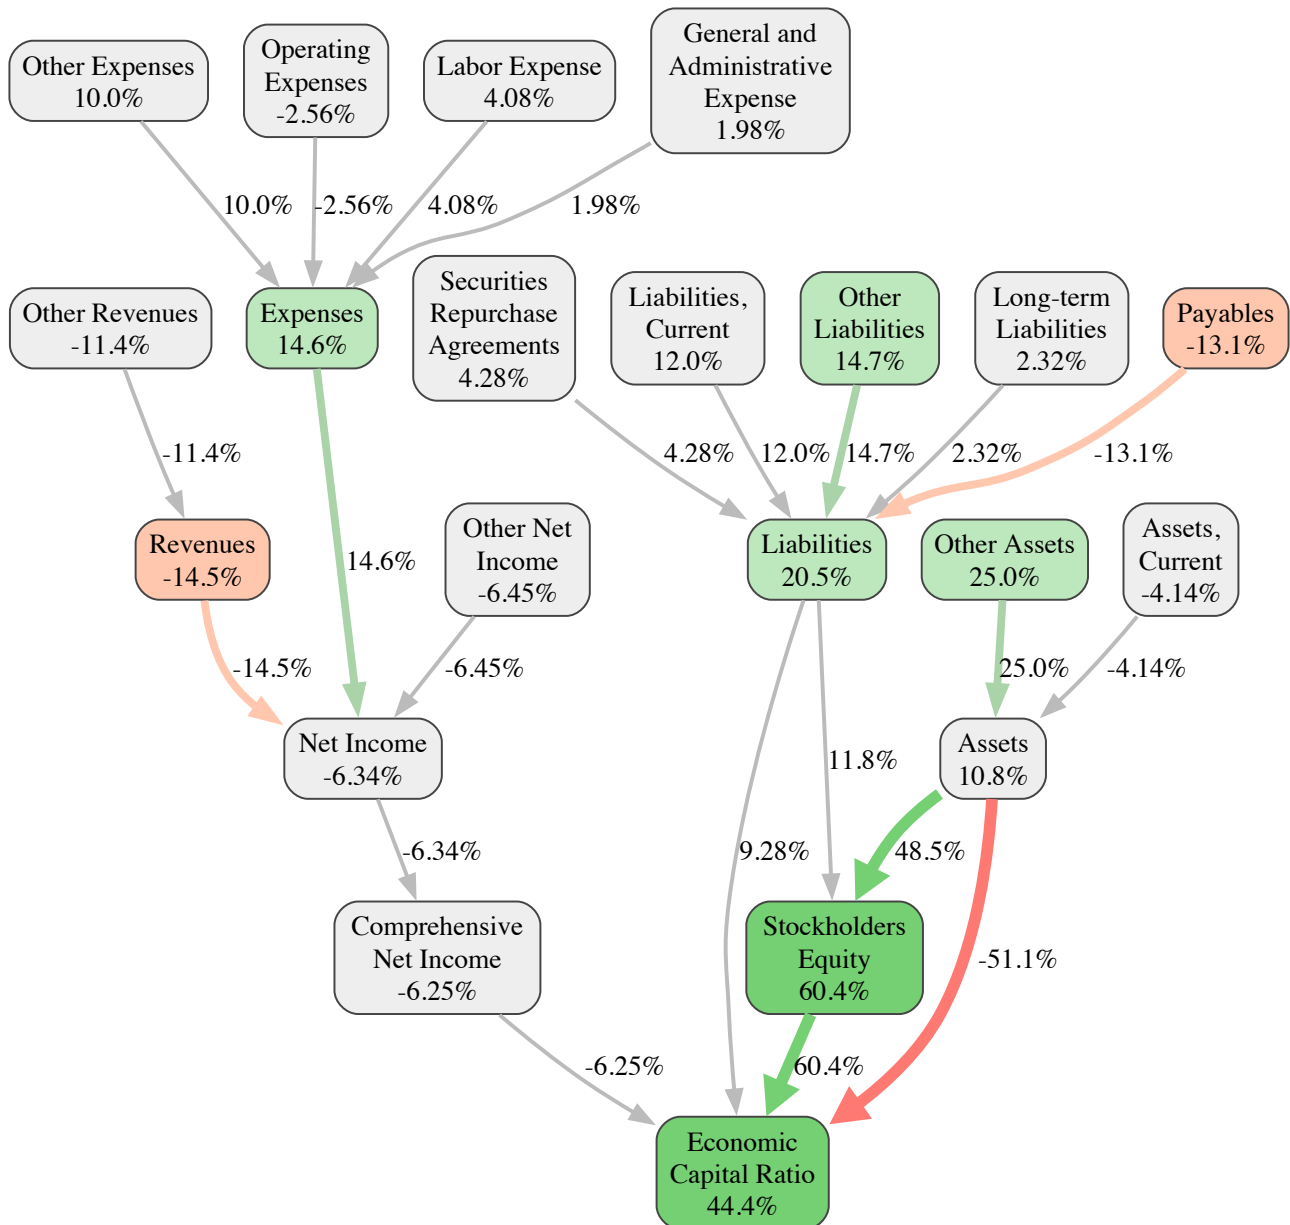 Other Expenses
10.0%
Operating
Expenses
-2.56%
Labor Expense
4.08%
General and
Administrative
Expense
1.98%
10.0%
-2.56%
4.08%
1.98%
Other Revenues
-11.4%
Expenses
14.6%
Securities
Repurchase
Agreements
4.28%
Liabilities,
Current
12.0%
Other
Liabilities
14.7%
Long-term
Liabilities
2.32%
Payables
-13.1%
-11.4%
4.28%
12.0%
14.7%
2.32%
-13.1%
Revenues
-14.5%
14.6%
Other Net
Income
-6.45%
Liabilities
20.5%
Other Assets
25.0%
Assets,
Current
-4.14%
-14.5%
-6.45%
25.0%
-4.14%
Net Income
-6.34%
11.8%
Assets
10.8%
-6.34%
9.28%
48.5%
Comprehensive
Net Income
-6.25%
Stockholders
Equity
60.4%
-51.1%
-6.25%
60.4%
Economic
Capital Ratio
44.4%